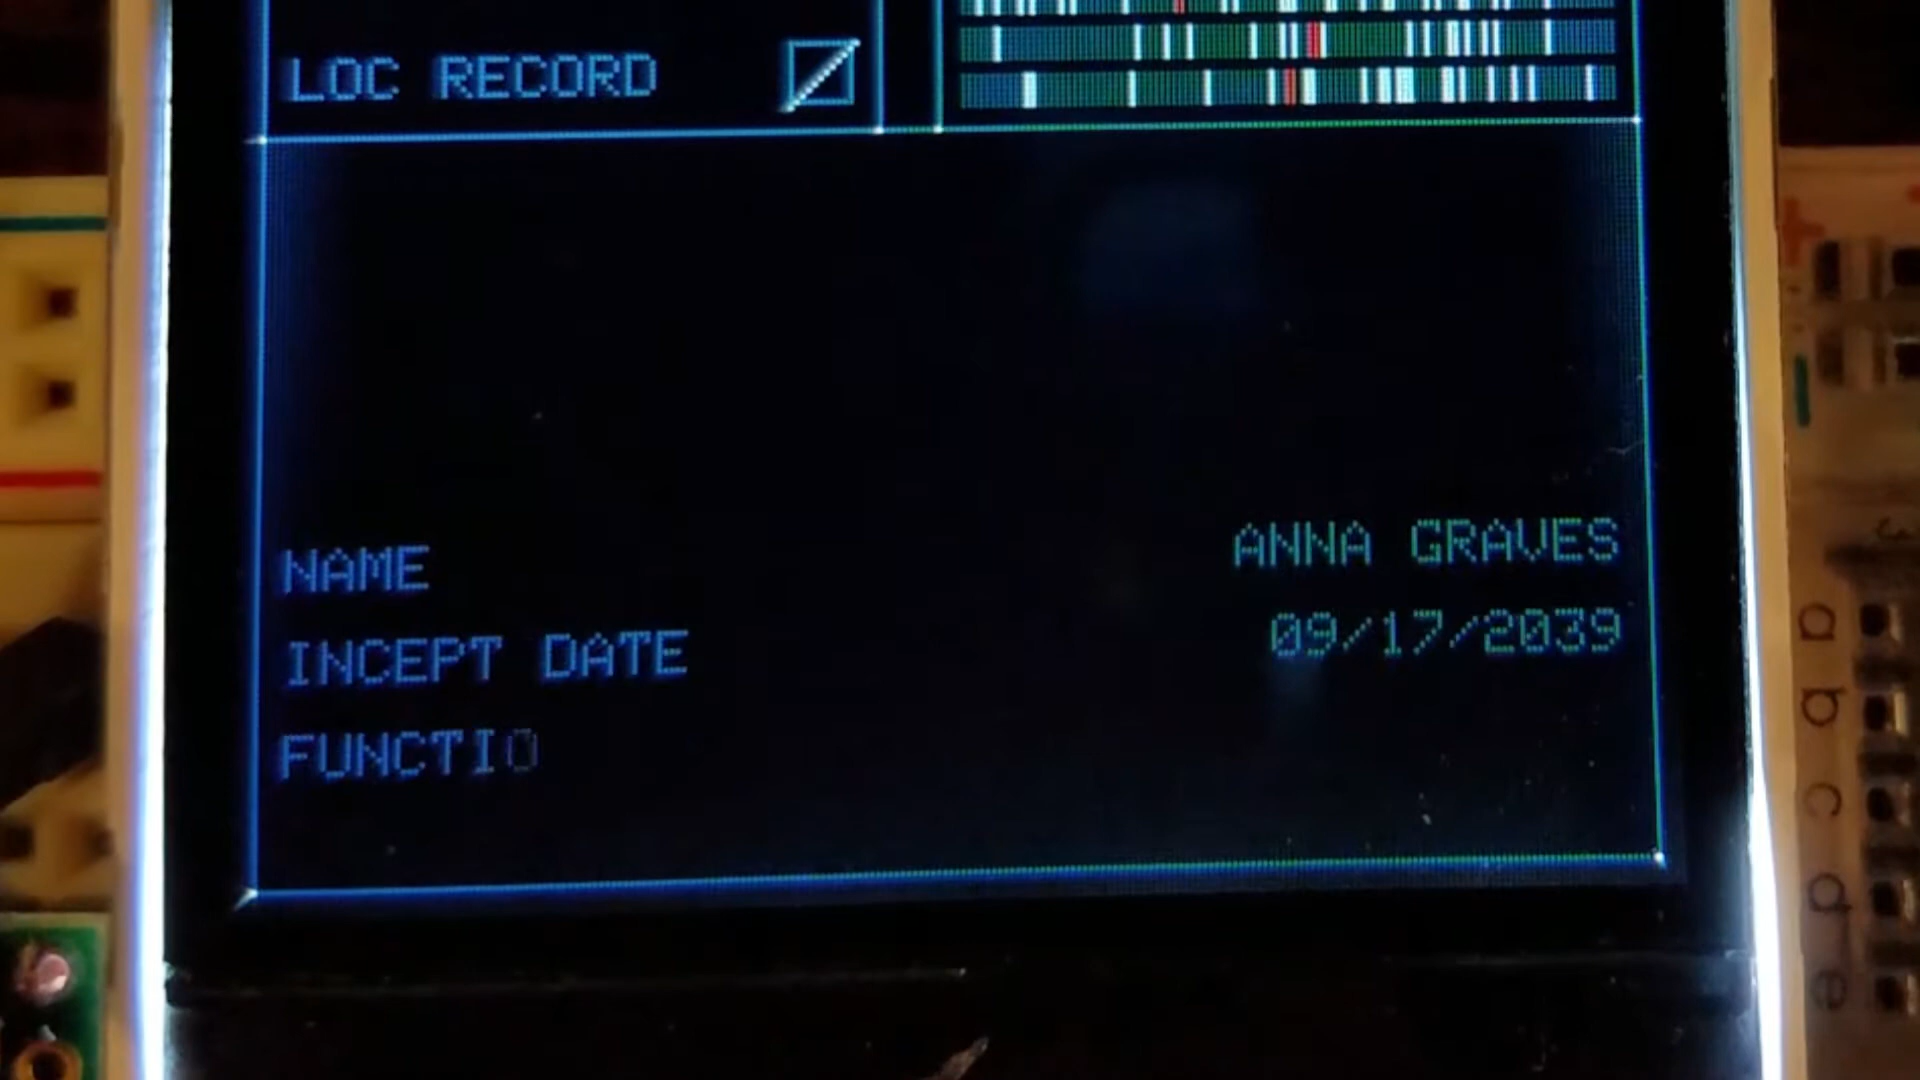 LOC RECORD
NAME ANNA GRAVES
INCEPT DATE 09/17/2039
FUNCTIO
a
b
c
d
e